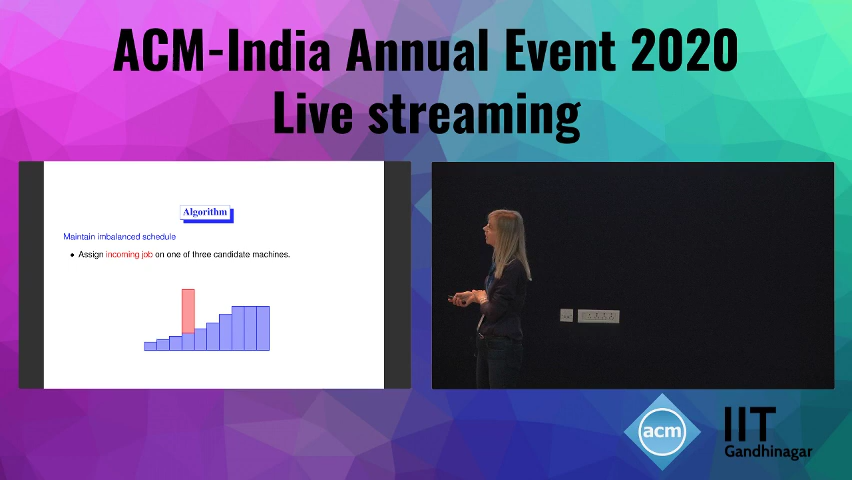 ACM-India Annual Event 2020
Live streaming
Algorithm
Maintain imbalanced schedule
• Assign incoming job on one of three candidate machines.
acm
IIT
Gandhinagar